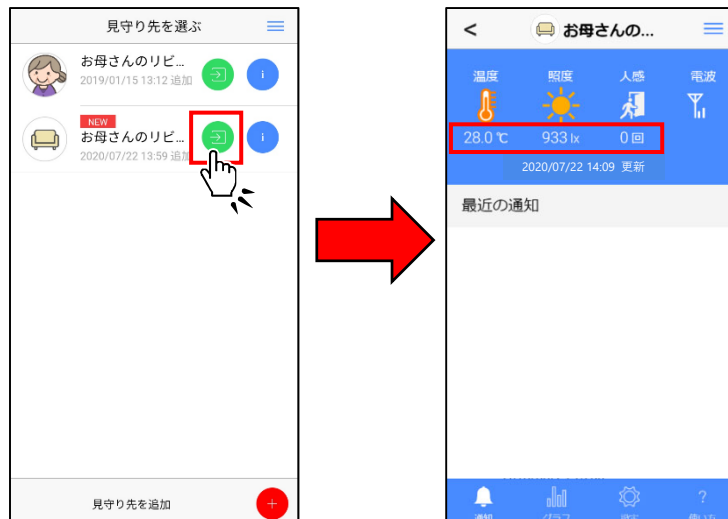 見守り先を選ぶ
お母さんのリビ...
2019/01/15 13:12 追加
NEW
お母さんのリビ...
2020/07/22 13:59 追加
見守り先を追加
<
お母さんの...
温度 照度 人感 電波
28.0 ℃ 933 lx 0 回
2020/07/22 14:09 更新
最近の通知